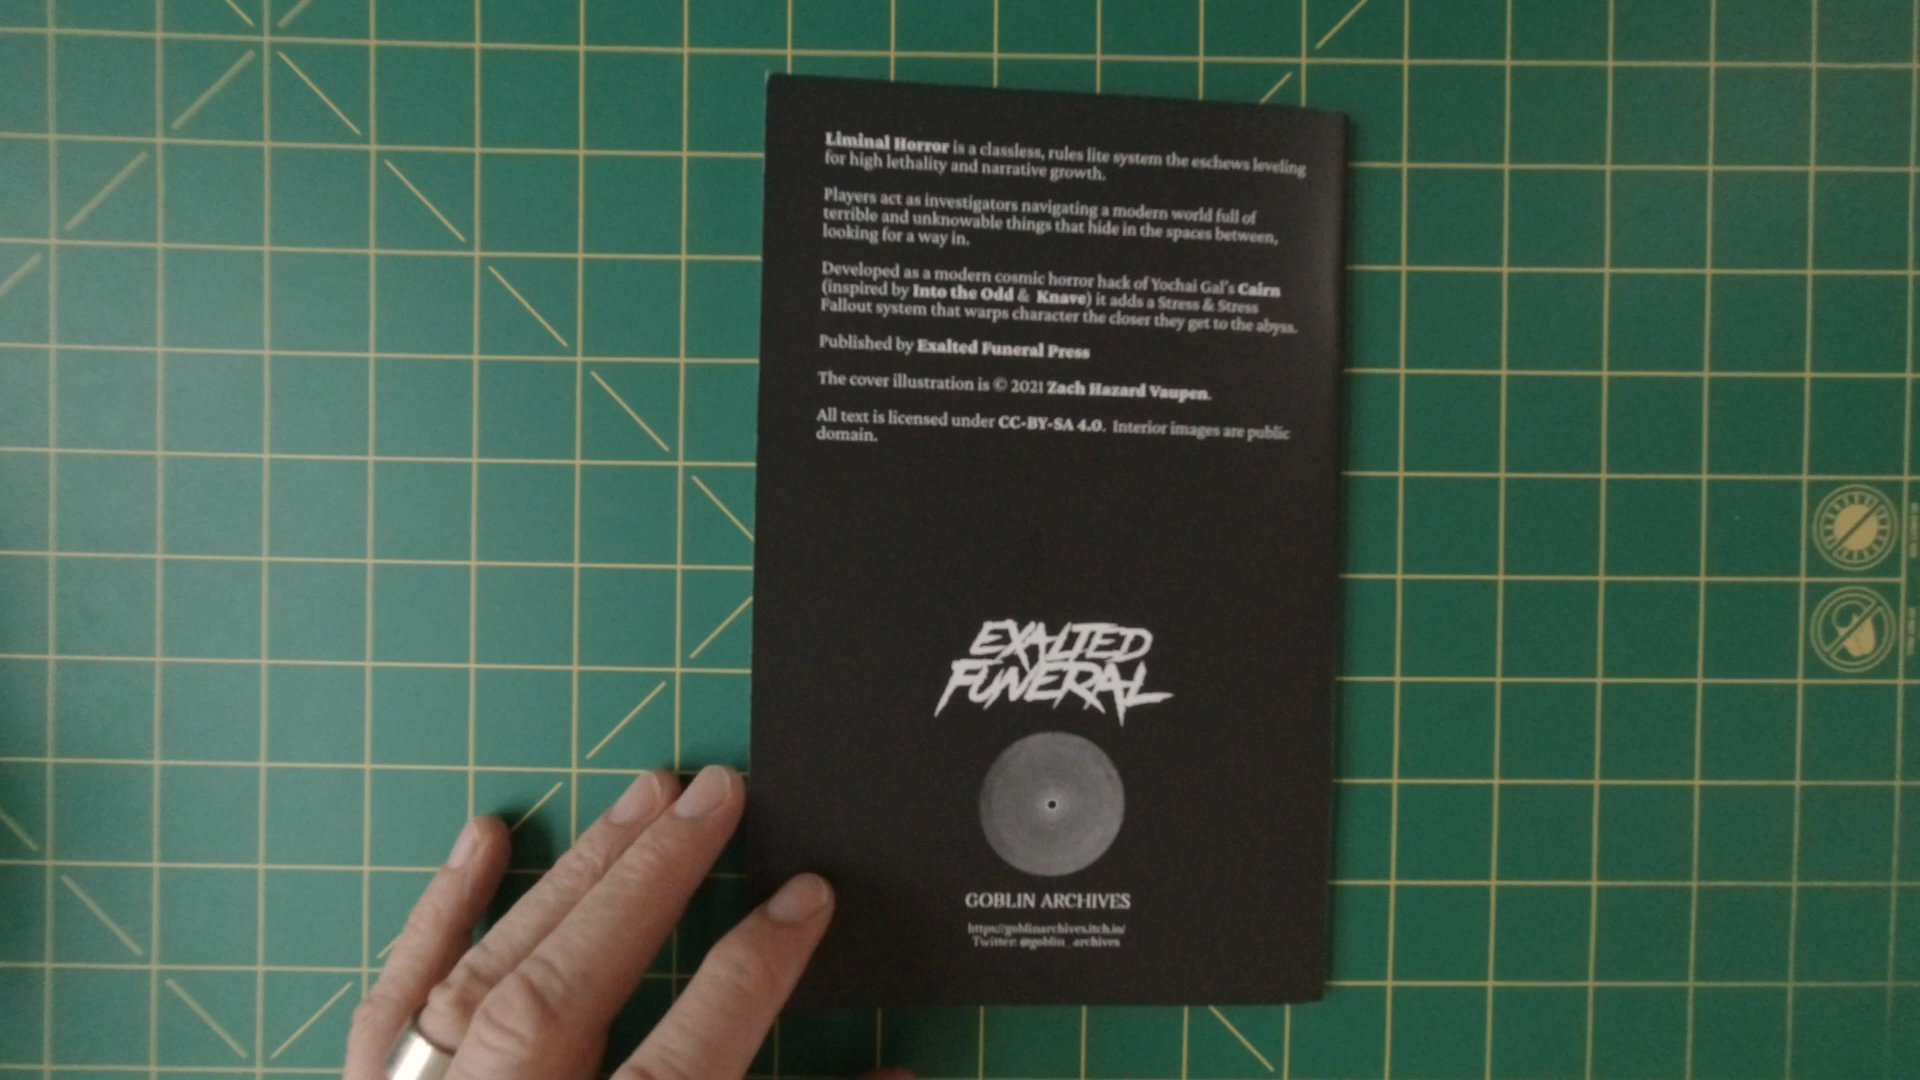 Liminal Horror is a classless, rules lite system the eschews leveling
for high lethality and narrative growth.
Players act as investigators navigating a modern world full of
terrible and unknowable things that hide in the spaces between,
looking for a way in.
Developed as a modern cosmic horror hack of Yochai Gal's Cairn
(inspired by Into the Odd & Knave) it adds a Stress & Stress
Fallout system that warps character the closer they get to the abyss.
Published by Exalted Funeral Press
The cover illustration is © 2021 Zach Hazard Vaupen.
All text is licensed under CC-BY-SA 4.0. Interior images are public
domain.
EXALTED
FUNERAL
GOBLIN ARCHIVES
https://goblinarchives.itch.io/
Twitter: @goblin_archives